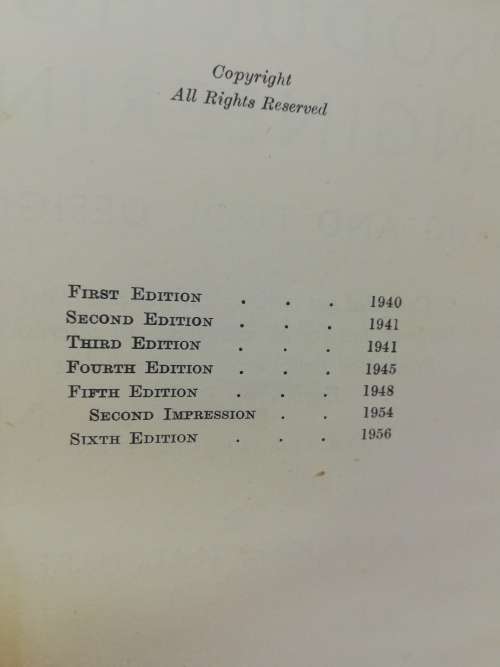 Copyright
All Rights Reserved
First Edition . . . 1940
Second Edition . . . 1941
Third Edition . . . 1941
Fourth Edition . . . 1945
Fifth Edition . . . 1948
Second Impression . . 1954
Sixth Edition . . . 1956